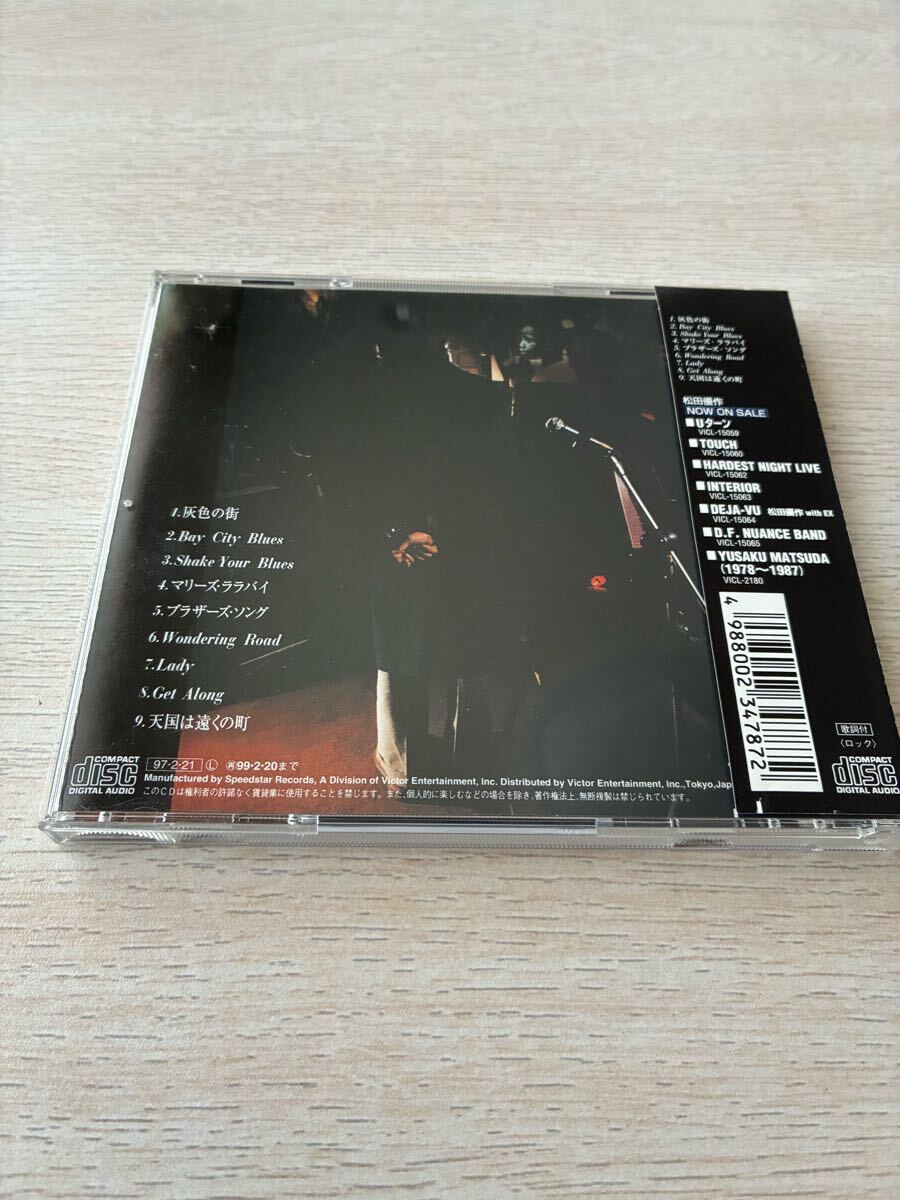 1.灰色の街
2.Bay City Blues
3.Shake Your Blues
4.マリーズ・ララバイ
5.ブラザーズ・ソング
6.Wondering Road
7.Lady
8.Get Along
9.天国は遠くの町
COMPACT
disc
DIGITAL AUDIO
97・2・21 Ⓛ ㊞99・2・20まで
Manufactured by Speedstar Records, A Division of Victor Entertainment, Inc. Distributed by Victor Entertainment, Inc.,Tokyo,Jap
このCDは権利者の許諾なく賃貸業に使用することを禁じます。また、個人的に楽しむなどの場合を除き、著作権法上、無断複製は禁じられています。
1. 灰色の街
2. Bay City Blues
3. Shake Your Blues
4. マリーズ・ララバイ
5. ブラザーズ・ソング
6. Wondering Road
7. Lady
8. Get Along
9. 天国は遠くの町
松田優作
NOW ON SALE
■Uターン
VICL-15059
■TOUCH
VICL-15060
■HARDEST NIGHT LIVE
VICL-15062
■INTERIOR
VICL-15063
■DEJA-VU 松田優作 with EX
VICL-15064
■D.F. NUANCE BAND
VICL-15065
■YUSAKU MATSUDA
(1978〜1987)
VICL-2180
4 988002 347872
歌詞付
〈ロック〉
COMPACT
disc
DIGITAL AUDIO